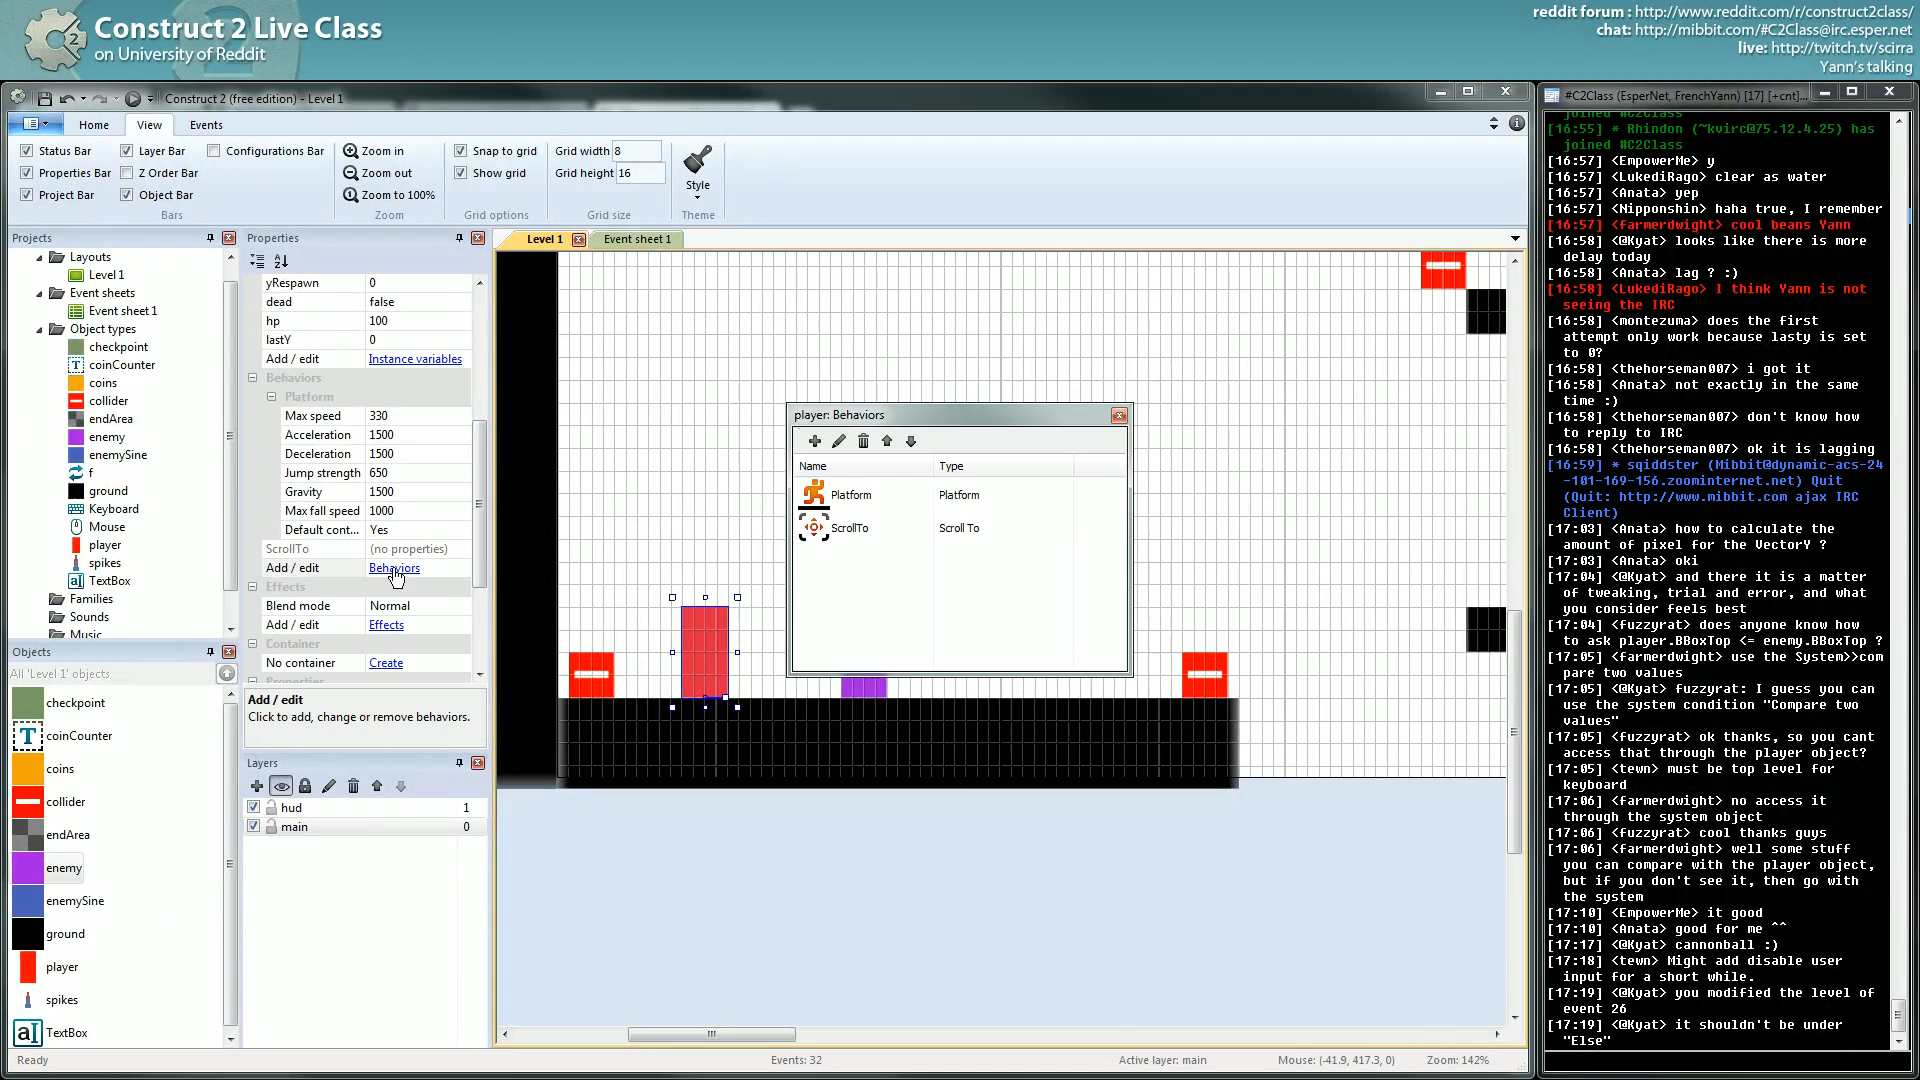 Construct 2 Live Class
on University of Reddit
reddit forum : http://www.reddit.com/r/construct2class/
chat: http://mibbit.com/#C2Class@irc.esper.net
live: http://twitch.tv/scirra
Yann's talking
Construct 2 (free edition) - Level 1
Home View Events
Status Bar Layer Bar Configurations Bar Zoom in Snap to grid Grid width 8
Properties Bar Z Order Bar Zoom out Show grid Grid height 16 Style
Project Bar Object Bar Zoom to 100%
Bars Zoom Grid options Grid size Theme
Projects
Layouts
Level 1
Event sheets
Event sheet 1
Object types
checkpoint
coinCounter
coins
collider
endArea
enemy
enemySine
f
ground
Keyboard
Mouse
player
spikes
TextBox
Families
Sounds
Music
Objects
All 'Level 1' objects
checkpoint
coinCounter
coins
collider
endArea
enemy
enemySine
ground
player
spikes
TextBox
Properties
yRespawn 0
dead false
hp 100
lastY 0
Add / edit Instance variables
Behaviors
Platform
Max speed 330
Acceleration 1500
Deceleration 1500
Jump strength 650
Gravity 1500
Max fall speed 1000
Default cont... Yes
ScrollTo (no properties)
Add / edit Behaviors
Effects
Blend mode Normal
Add / edit Effects
Container
No container Create
Properties
Add / edit
Click to add, change or remove behaviors.
Layers
hud 1
main 0
Level 1 Event sheet 1
player: Behaviors
Name Type
Platform Platform
ScrollTo Scroll To
Ready Events: 32 Active layer: main Mouse: (-41.9, 417.3, 0) Zoom: 142%
#C2Class (EsperNet, FrenchYann) [17] [+cnt]...
joined #C2Class
[16:55] * Rhindon (~kvirc@75.12.4.25) has
joined #C2Class
[16:57] <EmpowerMe> y
[16:57] <LukediRago> clear as water
[16:57] <Anata> yep
[16:57] <Nipponshin> haha true, I remember
[16:57] <farmerdwight> cool beans Yann
[16:58] <@Kyat> looks like there is more
delay today
[16:58] <Anata> lag ? :)
[16:58] <LukediRago> I think Yann is not
seeing the IRC
[16:58] <montezuma> does the first
attempt only work because lasty is set
to 0?
[16:58] <thehorseman007> i got it
[16:58] <Anata> not exactly in the same
time :)
[16:58] <thehorseman007> don't know how
to reply to IRC
[16:58] <thehorseman007> ok it is lagging
[16:59] * sqiddster (Mibbit@dynamic-acs-24
-101-169-156.zoominternet.net) Quit
(Quit: http://www.mibbit.com ajax IRC
Client)
[17:03] <Anata> how to calculate the
amount of pixel for the VectorY ?
[17:03] <Anata> oki
[17:04] <@Kyat> and there it is a matter
of tweaking, trial and error, and what
you consider feels best
[17:04] <farmerdwight> does anyone know how
to ask player.BBoxTop <= enemy.BBoxTop ?
[17:05] <farmerdwight> use the System>>com
pare two values
[17:05] <@Kyat> fuzzyrat: I guess you can
use the system condition "Compare two
values"
[17:05] <fuzzyrat> ok thanks, so you cant
access that through the player object?
[17:05] <tewn> must be top level for
keyboard
[17:06] <farmerdwight> no access it
through the system object
[17:06] <fuzzyrat> cool thanks guys
[17:06] <farmerdwight> well some stuff
you can compare with the player object,
but if you don't see it, then go with
the system
[17:10] <EmpowerMe> it good
[17:10] <Anata> good for me ^^
[17:17] <@Kyat> cannonball :)
[17:18] <tewn> Might add disable user
input for a short while.
[17:19] <@Kyat> you modified the level of
event 26
[17:19] <@Kyat> it shouldn't be under
"Else"